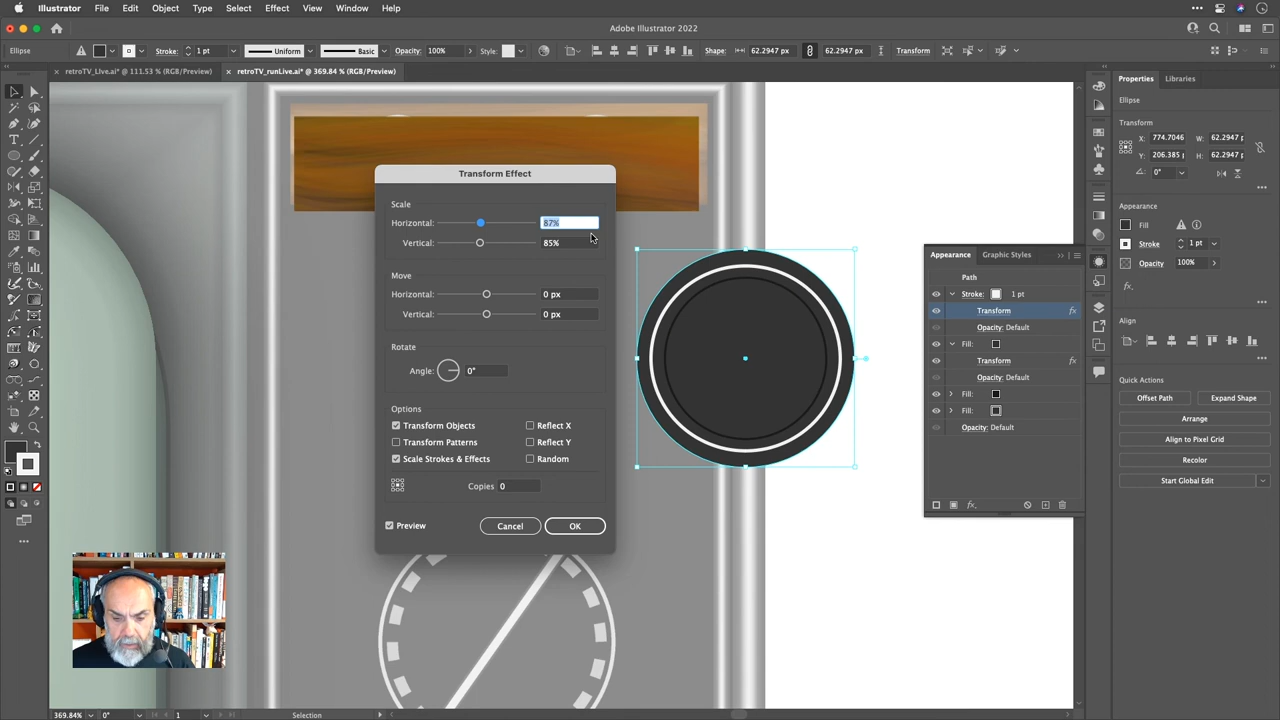 Illustrator File Edit Object Type Select Effect View Window Help
Adobe Illustrator 2022
Ellipse Stroke: 1 pt Uniform Basic Opacity: 100% Style: Shape: 62.2947 px 62.2947 px Transform
× retroTV_LIve.ai* @ 111.53 % (RGB/Preview) × retroTV_runLive.ai* @ 369.84 % (RGB/Preview)
Transform Effect
Scale
Horizontal: 87%
Vertical: 85%
Move
Horizontal: 0 px
Vertical: 0 px
Rotate
Angle: 0°
Options
Transform Objects Reflect X
Transform Patterns Reflect Y
Scale Strokes & Effects Random
Copies 0
Preview Cancel OK
Appearance Graphic Styles
Path
Stroke: 1 pt
Transform fx
Opacity: Default
Fill:
Transform fx
Opacity: Default
Fill:
Fill:
Opacity: Default
fx
Properties Libraries
Ellipse
Transform
X: 774.7046 W: 62.2947 p
Y: 206.385 p H: 62.2947 p
0°
Appearance
Fill
Stroke 1 pt
Opacity 100%
fx
Align
Quick Actions
Offset Path Expand Shape
Arrange
Align to Pixel Grid
Recolor
Start Global Edit
369.84% 0° 1 Selection